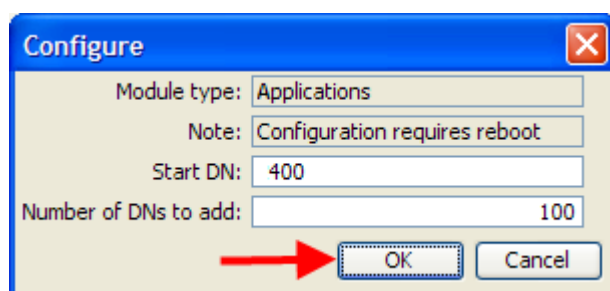 Configure
Module type: Applications
Note: Configuration requires reboot
Start DN: 400
Number of DNs to add: 100
OK Cancel